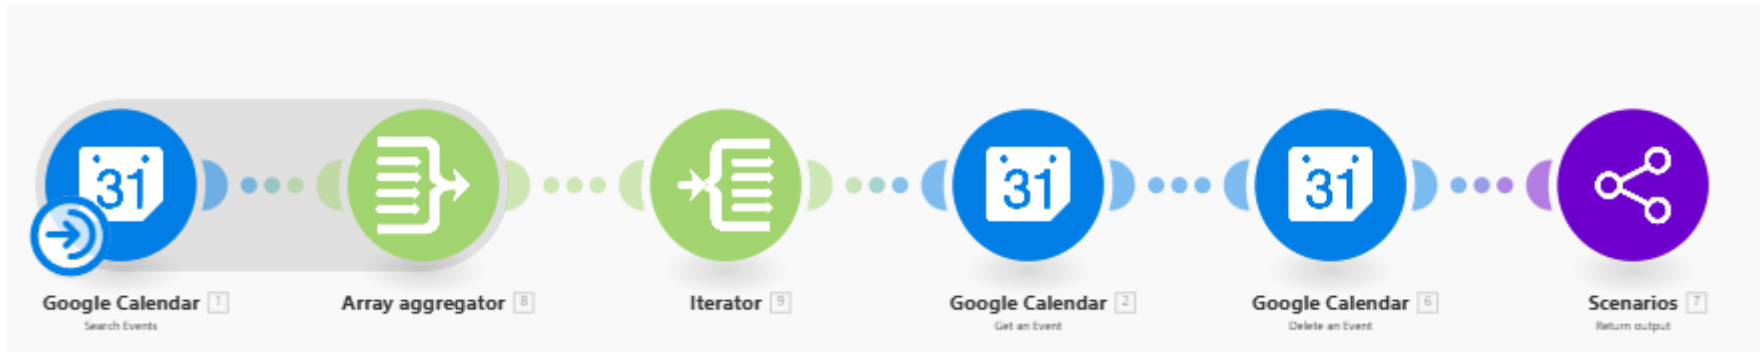 31
31
31
Google Calendar 1
Search Events
Array aggregator 8
Iterator 9
Google Calendar 2
Get an Event
Google Calendar 6
Delete an Event
Scenarios 7
Return output